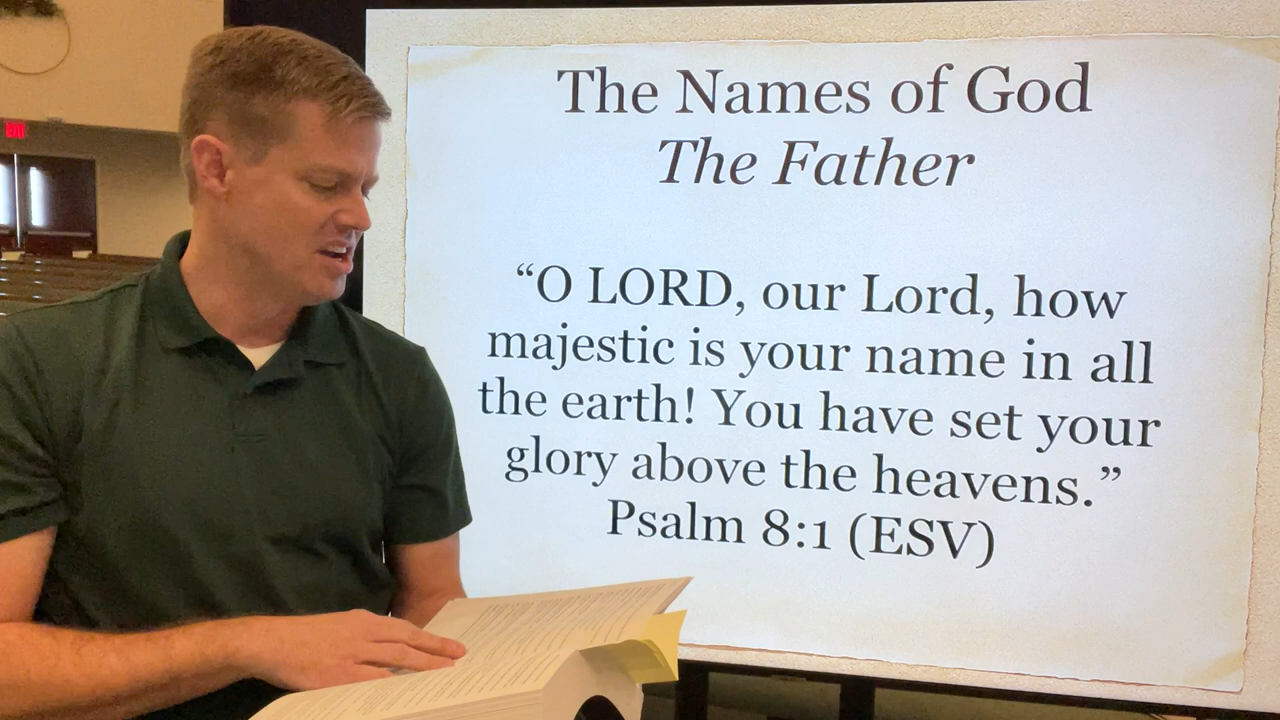 EXIT
The Names of God
The Father
“O LORD, our Lord, how
majestic is your name in all
the earth! You have set your
glory above the heavens.”
Psalm 8:1 (ESV)